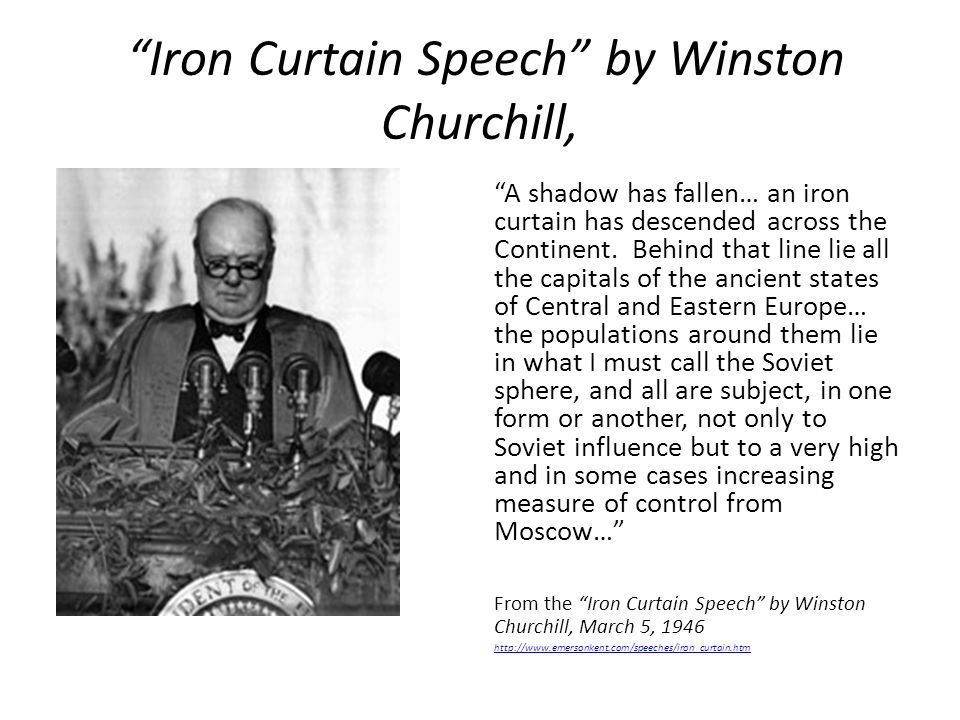 “Iron Curtain Speech” by Winston
Churchill,
“A shadow has fallen… an iron
curtain has descended across the
Continent.  Behind that line lie all
the capitals of the ancient states
of Central and Eastern Europe…
the populations around them lie
in what I must call the Soviet
sphere, and all are subject, in one
form or another, not only to
Soviet influence but to a very high
and in some cases increasing
measure of control from
Moscow…”
From the “Iron Curtain Speech” by Winston
Churchill, March 5, 1946
http://www.emersonkent.com/speeches/iron_curtain.htm
OF THE